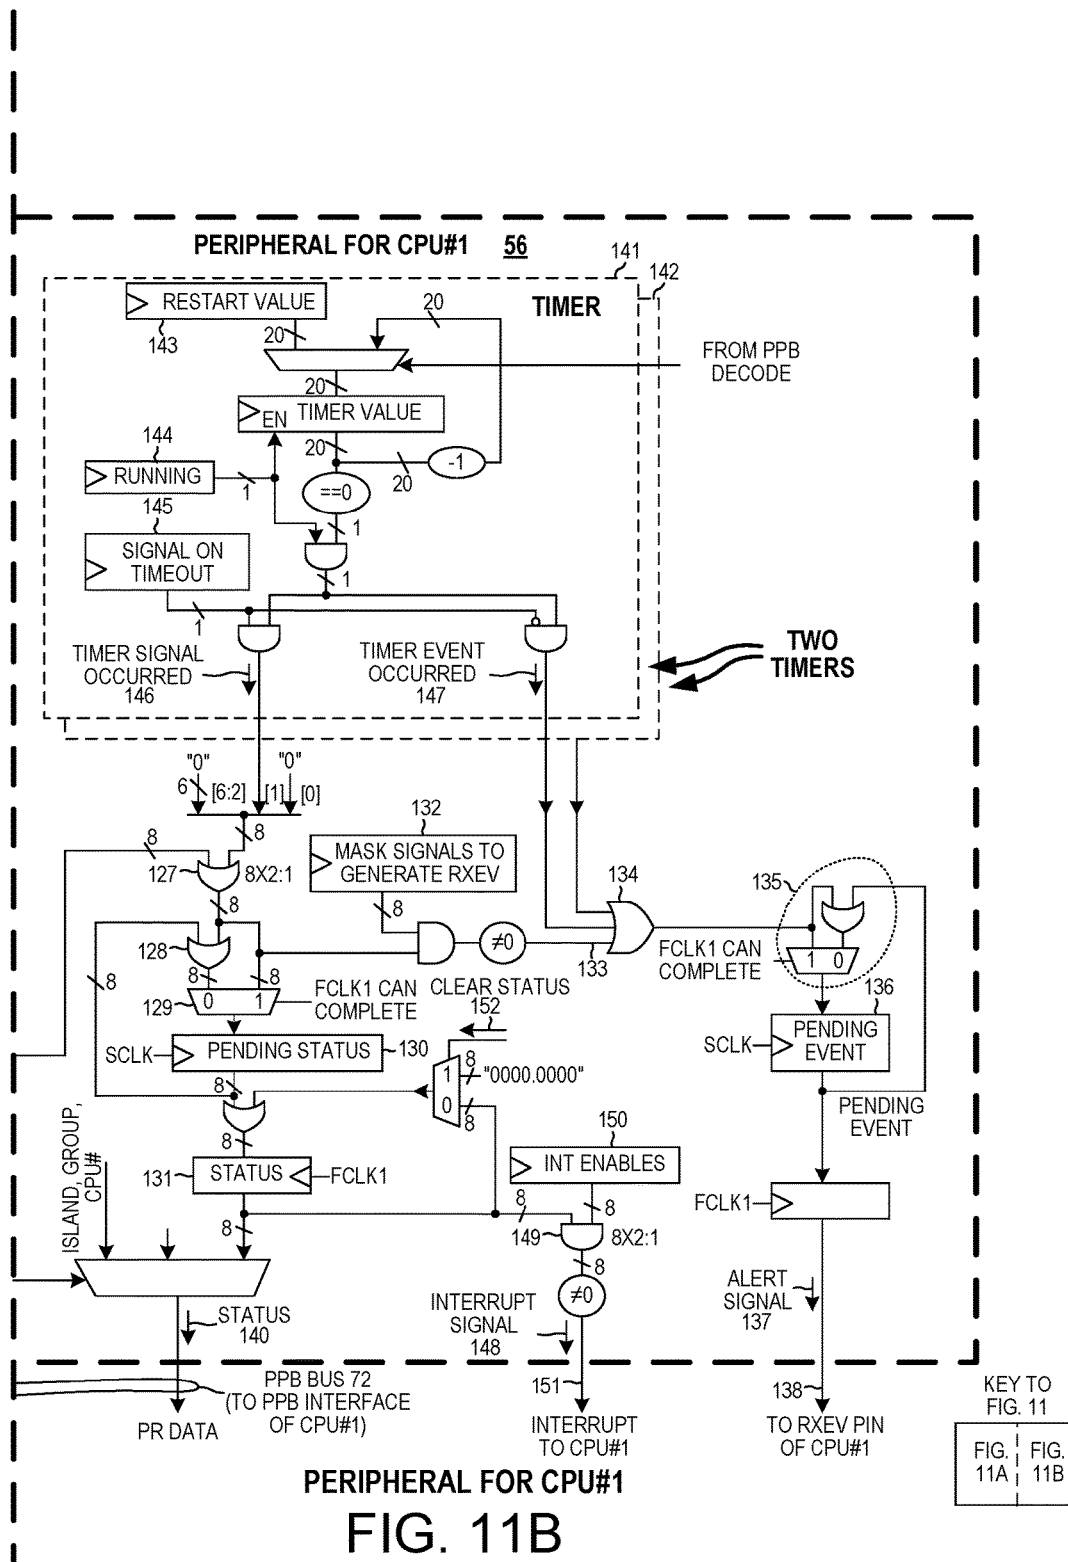 PERIPHERAL FOR CPU#1 56
141
142
RESTART VALUE
TIMER
143
20
20
FROM PPB
DECODE
20
EN TIMER VALUE
144
20
20
-1
RUNNING
1
==0
145
1
SIGNAL ON
TIMEOUT
1
1
TIMER SIGNAL
OCCURRED
146
TIMER EVENT
OCCURRED
147
TWO
TIMERS
"0"
"0"
6
[6:2]
[1]
[0]
8
8
132
127
8X2:1
MASK SIGNALS TO
GENERATE RXEV
134
135
8
8
128
≠0
133
FCLK1 CAN
COMPLETE
1 0
8
8
8
129
0 1
FCLK1 CAN
COMPLETE
CLEAR STATUS
152
136
SCLK
PENDING STATUS
130
SCLK
PENDING
EVENT
8
1
8
"0000.0000"
0
8
PENDING
EVENT
8
150
131
STATUS
FCLK1
INT ENABLES
ISLAND, GROUP,
CPU#
FCLK1
8
8
8
149
8X2:1
8
≠0
STATUS
140
INTERRUPT
SIGNAL
148
ALERT
SIGNAL
137
PPB BUS 72
(TO PPB INTERFACE
OF CPU#1)
151
138
PR DATA
INTERRUPT
TO CPU#1
TO RXEV PIN
OF CPU#1
KEY TO
FIG. 11
FIG.
11A
FIG.
11B
PERIPHERAL FOR CPU#1
FIG. 11B